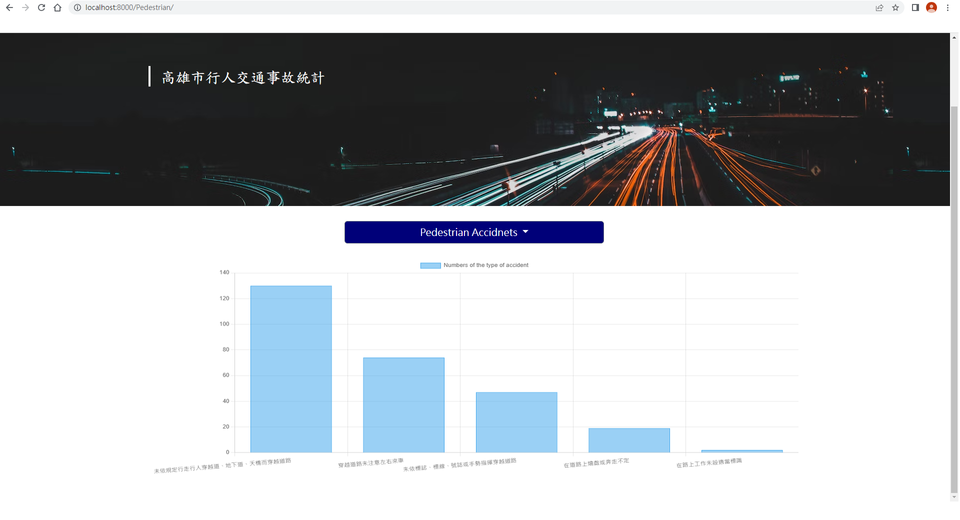 localhost:8000/Pedestrian/
高雄市行人交通事故統計
Pedestrian Accidnets
Numbers of the type of accident
140
120
100
80
60
40
20
0
未依規定行走行人穿越道、地下道、天橋而穿越道路
穿越道路未注意左右來車
未依標誌、標線、號誌或手勢指揮穿越道路
在道路上嬉戲或奔走不定
在路上工作未設適當標識